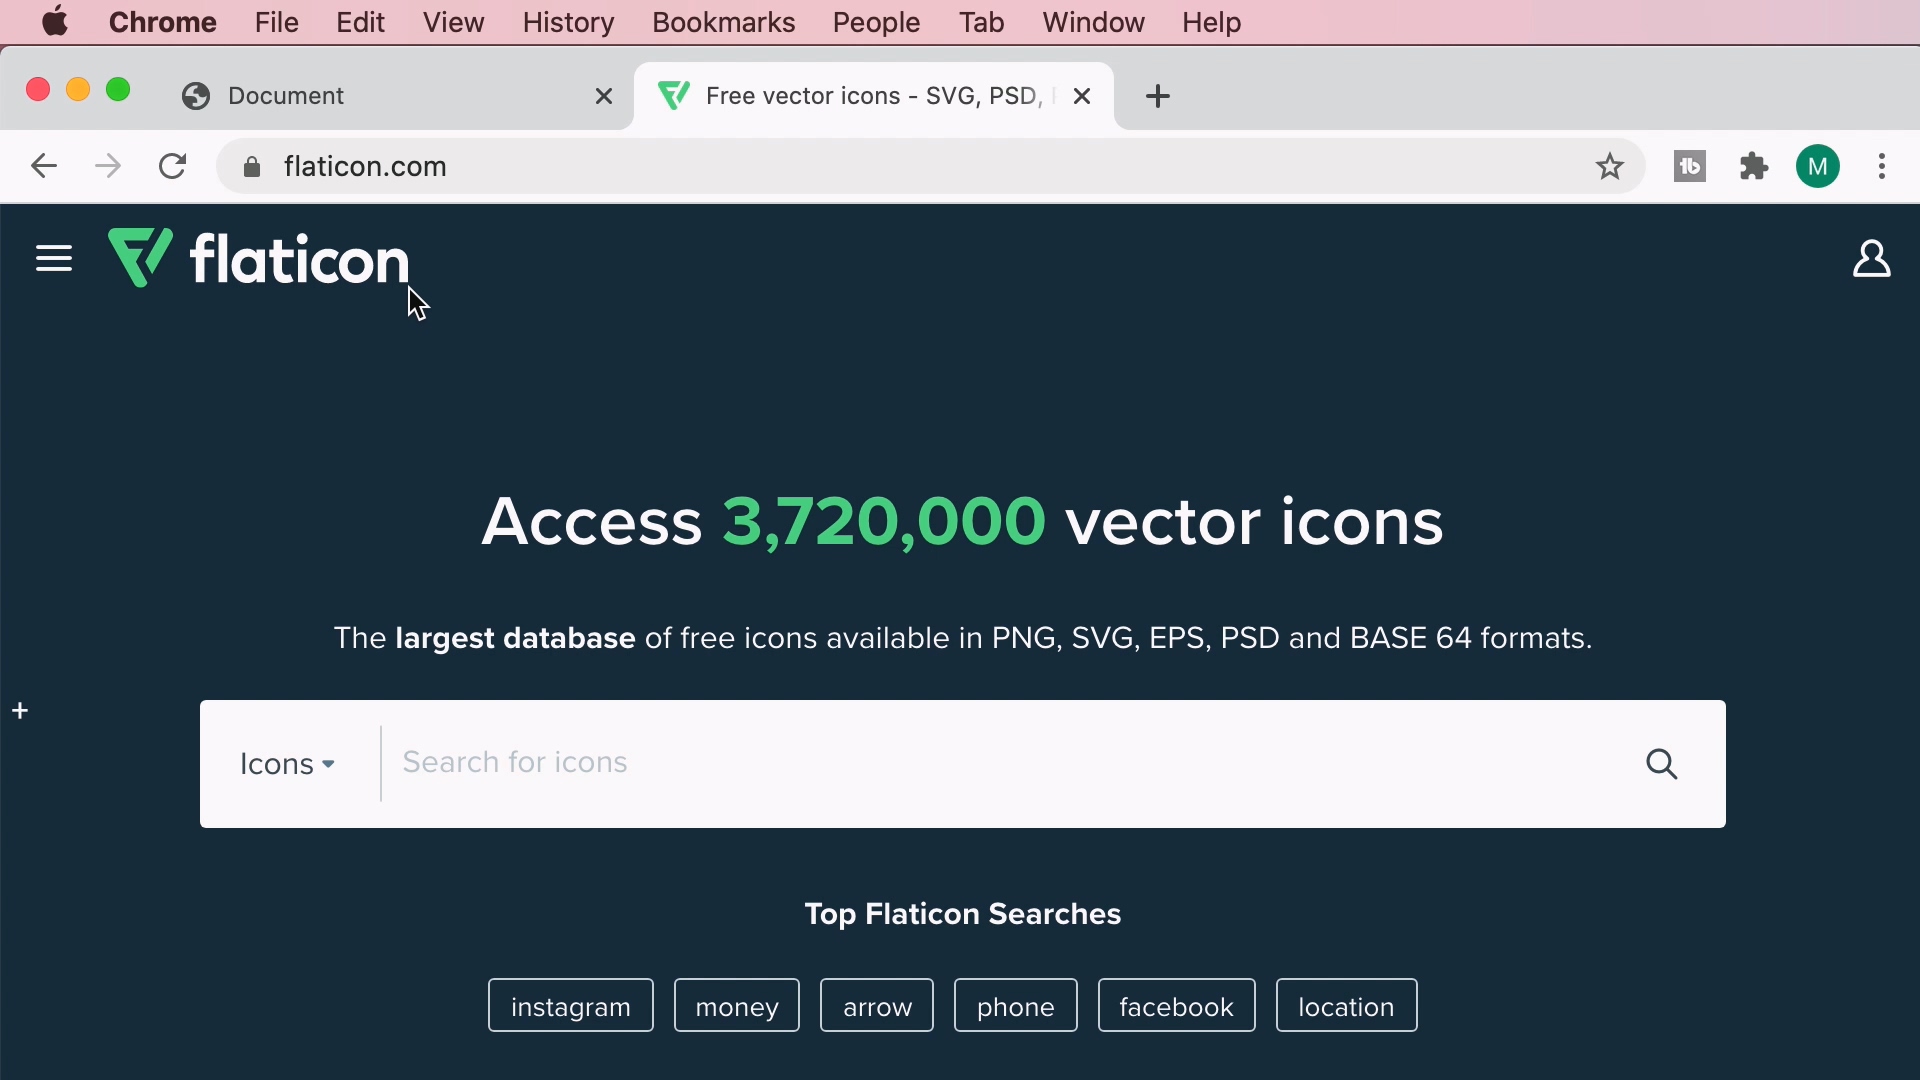 Chrome File Edit View History Bookmarks People Tab Window Help
Document
Free vector icons - SVG, PSD,
flaticon.com
M
flaticon
Access 3,720,000 vector icons
The largest database of free icons available in PNG, SVG, EPS, PSD and BASE 64 formats.
+
Icons Search for icons
Top Flaticon Searches
instagram money arrow phone facebook location